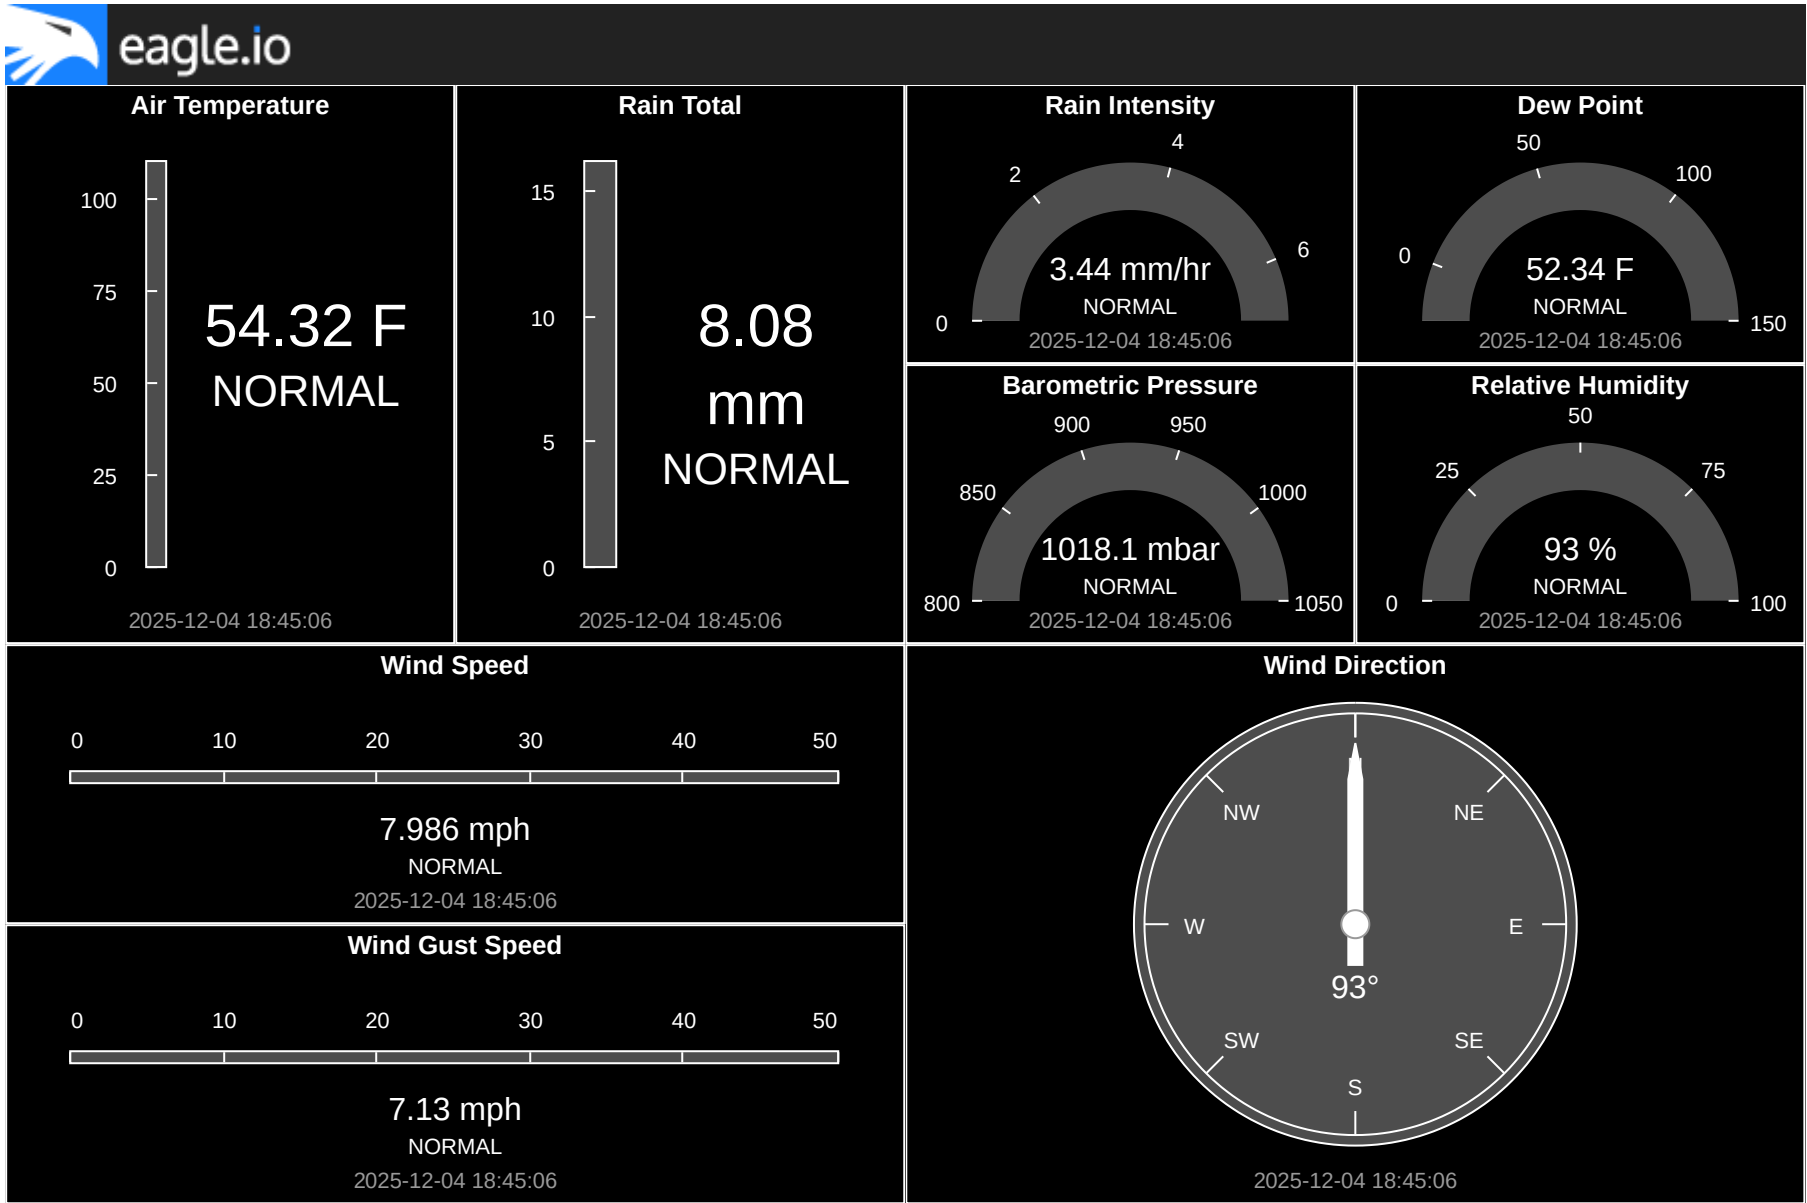 eagle.io
Air Temperature
100
75
50
25
0
54.32 F
NORMAL
2025-12-04 18:45:06
Rain Total
15
10
5
0
8.08
mm
NORMAL
2025-12-04 18:45:06
Rain Intensity
0
2
4
6
3.44 mm/hr
NORMAL
2025-12-04 18:45:06
Dew Point
0
50
100
150
52.34 F
NORMAL
2025-12-04 18:45:06
Barometric Pressure
800
850
900
950
1000
1050
1018.1 mbar
NORMAL
2025-12-04 18:45:06
Relative Humidity
0
25
50
75
100
93 %
NORMAL
2025-12-04 18:45:06
Wind Speed
0 10 20 30 40 50
7.986 mph
NORMAL
2025-12-04 18:45:06
Wind Gust Speed
0 10 20 30 40 50
7.13 mph
NORMAL
2025-12-04 18:45:06
Wind Direction
NW NE
W E
93°
SW SE
S
2025-12-04 18:45:06